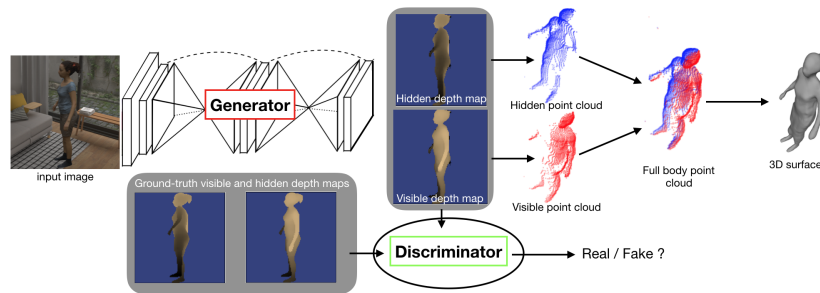 Generator
Hidden depth map
Hidden point cloud
input image
Full body point
cloud
3D surface
Ground-truth visible and hidden depth maps
Visible depth map
Visible point cloud
Discriminator
Real / Fake ?